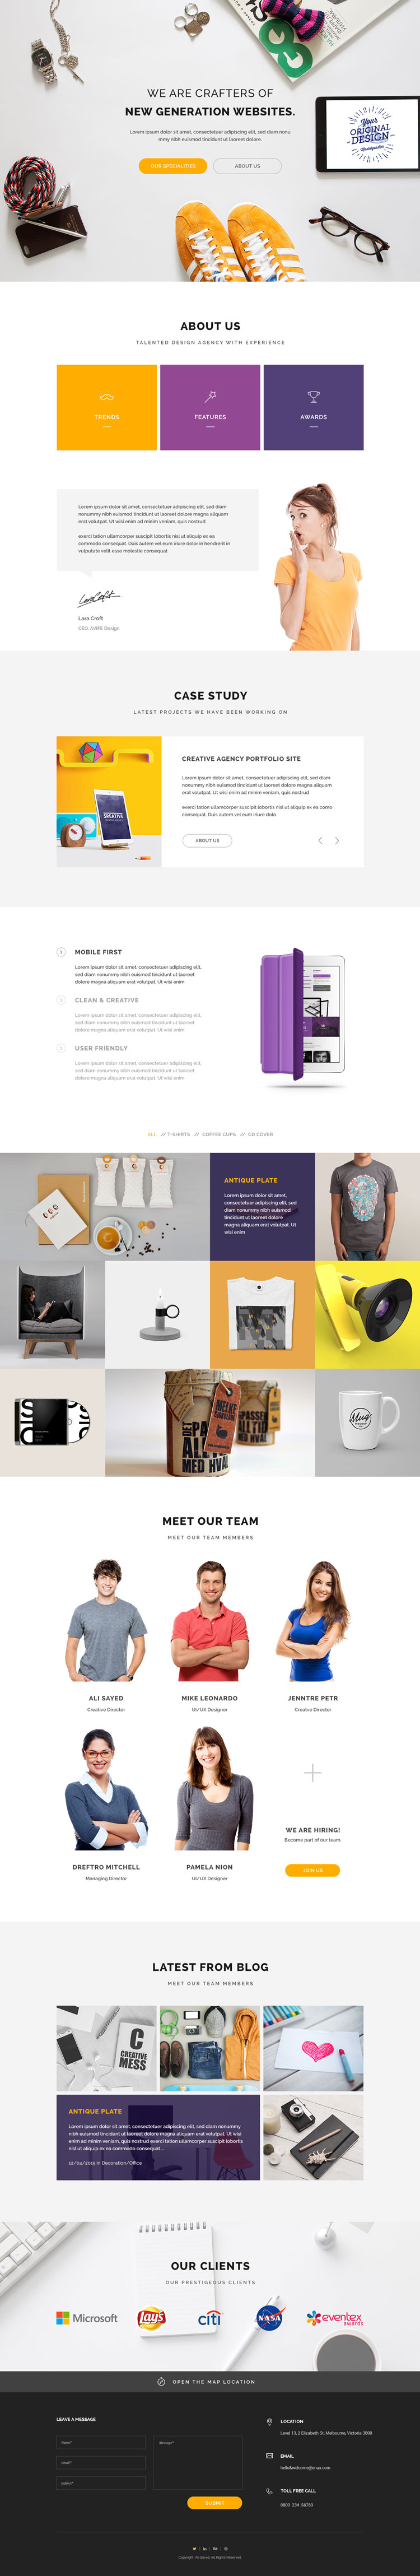 WE ARE CRAFTERS OF
NEW GENERATION WEBSITES.
Lorem ipsum dolor sit amet, consectetuer adipiscing elit, sed diam nonu
mmy nibh euismod tincidunt ut laoreet dolore.
OUR SPECIALITIES
ABOUT US
Your
ORIGINAL
DESIGN
ABOUT US
TALENTED DESIGN AGENCY WITH EXPERIENCE
TRENDS
FEATURES
AWARDS
Lorem ipsum dolor sit amet, consectetuer adipiscing elit, sed diam
nonummy nibh euismod tincidunt ut laoreet dolore magna aliquam
erat volutpat. Ut wisi enim ad minim veniam, quis nostrud
exerci tation ullamcorper suscipit lobortis nisl ut aliquip ex ea
commodo consequat. Duis autem vel eum iriure dolor in hendrerit in
vulputate velit esse molestie consequat
LaraCroft
Lara Croft
CEO, AVIFE Design
CASE STUDY
LATEST PROJECTS WE HAVE BEEN WORKING ON
CREATIVE AGENCY PORTFOLIO SITE
Lorem ipsum dolor sit amet, consectetuer adipiscing elit, sed diam
nonummy nibh euismod tincidunt ut laoreet dolore magna aliquam
erat volutpat. Ut wisi enim ad minim veniam, quis nostrud
exerci tation ullamcorper suscipit lobortis nisl ut aliquip ex ea como
consequat. Duis autem vel eum iriure dolo
ABOUT US
MOBILE FIRST
Lorem ipsum dolor sit amet, consectetuer adipiscing elit,
sed diam nonummy nibh euismod tincidunt ut laoreet
dolore magna aliquam erat volutpat. Ut wisi enim
CLEAN & CREATIVE
Lorem ipsum dolor sit amet, consectetuer adipiscing elit,
sed diam nonummy nibh euismod tincidunt ut laoreet
dolore magna aliquam erat volutpat. Ut wisi enim
USER FRIENDLY
Lorem ipsum dolor sit amet, consectetuer adipiscing elit,
sed diam nonummy nibh euismod tincidunt ut laoreet
dolore magna aliquam erat volutpat. Ut wisi enim
ALL // T-SHIRTS // COFFEE CUPS // CD COVER
ANTIQUE PLATE
Lorem ipsum dolor sit amet,
consectetuer adipiscing elit, sed
diam nonummy nibh euismod
tincidunt ut laoreet dolore
magna aliquam erat volutpat. Ut
wisi enim
Mug
MEET OUR TEAM
MEET OUR TEAM MEMBERS
ALI SAYED
Creative Director
MIKE LEONARDO
UI/UX Designer
JENNTRE PETR
Creative Director
DREFTRO MITCHELL
Managing Director
PAMELA NION
UI/UX Designer
WE ARE HIRING!
Become part of our team.
JOIN US
LATEST FROM BLOG
MEET OUR TEAM MEMBERS
C
CREATIVE
MESS
ANTIQUE PLATE
Lorem ipsum dolor sit amet, consectetuer adipiscing elit, sed diam nonummy
nibh euismod tincidunt ut laoreet dolore magna aliquam erat volutpat. Ut wisi
enim ad minim veniam, quis nostrud exerci tation ullamcorper suscipit lobortis
nisl ut aliquip ex ea commodo consequat ...
12/04/2015 in Decoration/Office
OUR CLIENTS
OUR PRESTIGEOUS CLIENTS
Microsoft
Lay's
citi
NASA
eventex
awards
OPEN THE MAP LOCATION
LEAVE A MESSAGE
Name*
Email*
Subject*
Message*
SUBMIT
LOCATION
Level 13, 2 Elizabeth St, Melbourne, Victoria 3000
EMAIL
TOLL FREE CALL
0800 234 56789